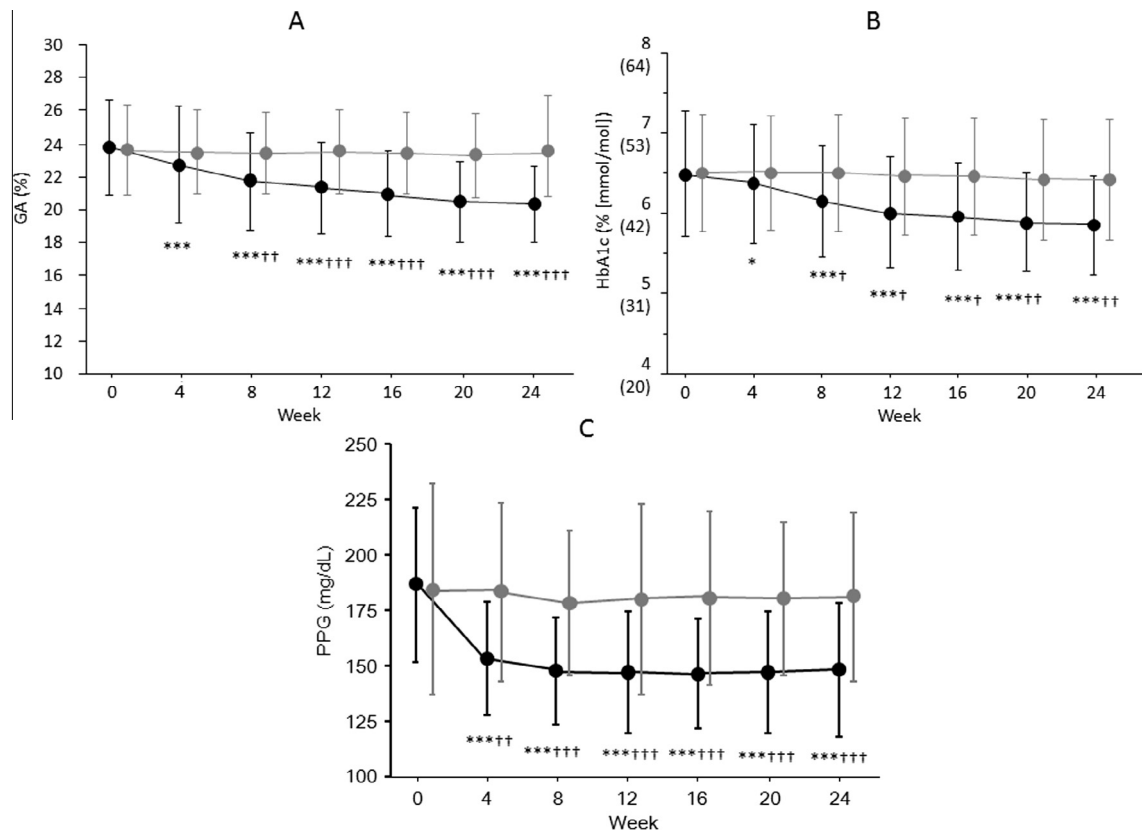 A
30
28
26
24
22
20
18
16
14
12
10
GA (%)
*** ***†† ***††† ***††† ***††† ***†††
0 4 8 12 16 20 24
Week
B
8
(64)
7
(53)
6
(42)
5
(31)
4
(20)
HbA1c (% [mmol/mol])
* ***† ***† ***† ***†† ***††
0 4 8 12 16 20 24
Week
C
250
225
200
175
150
125
100
PPG (mg/dL)
***†† ***††† ***††† ***††† ***††† ***†††
0 4 8 12 16 20 24
Week